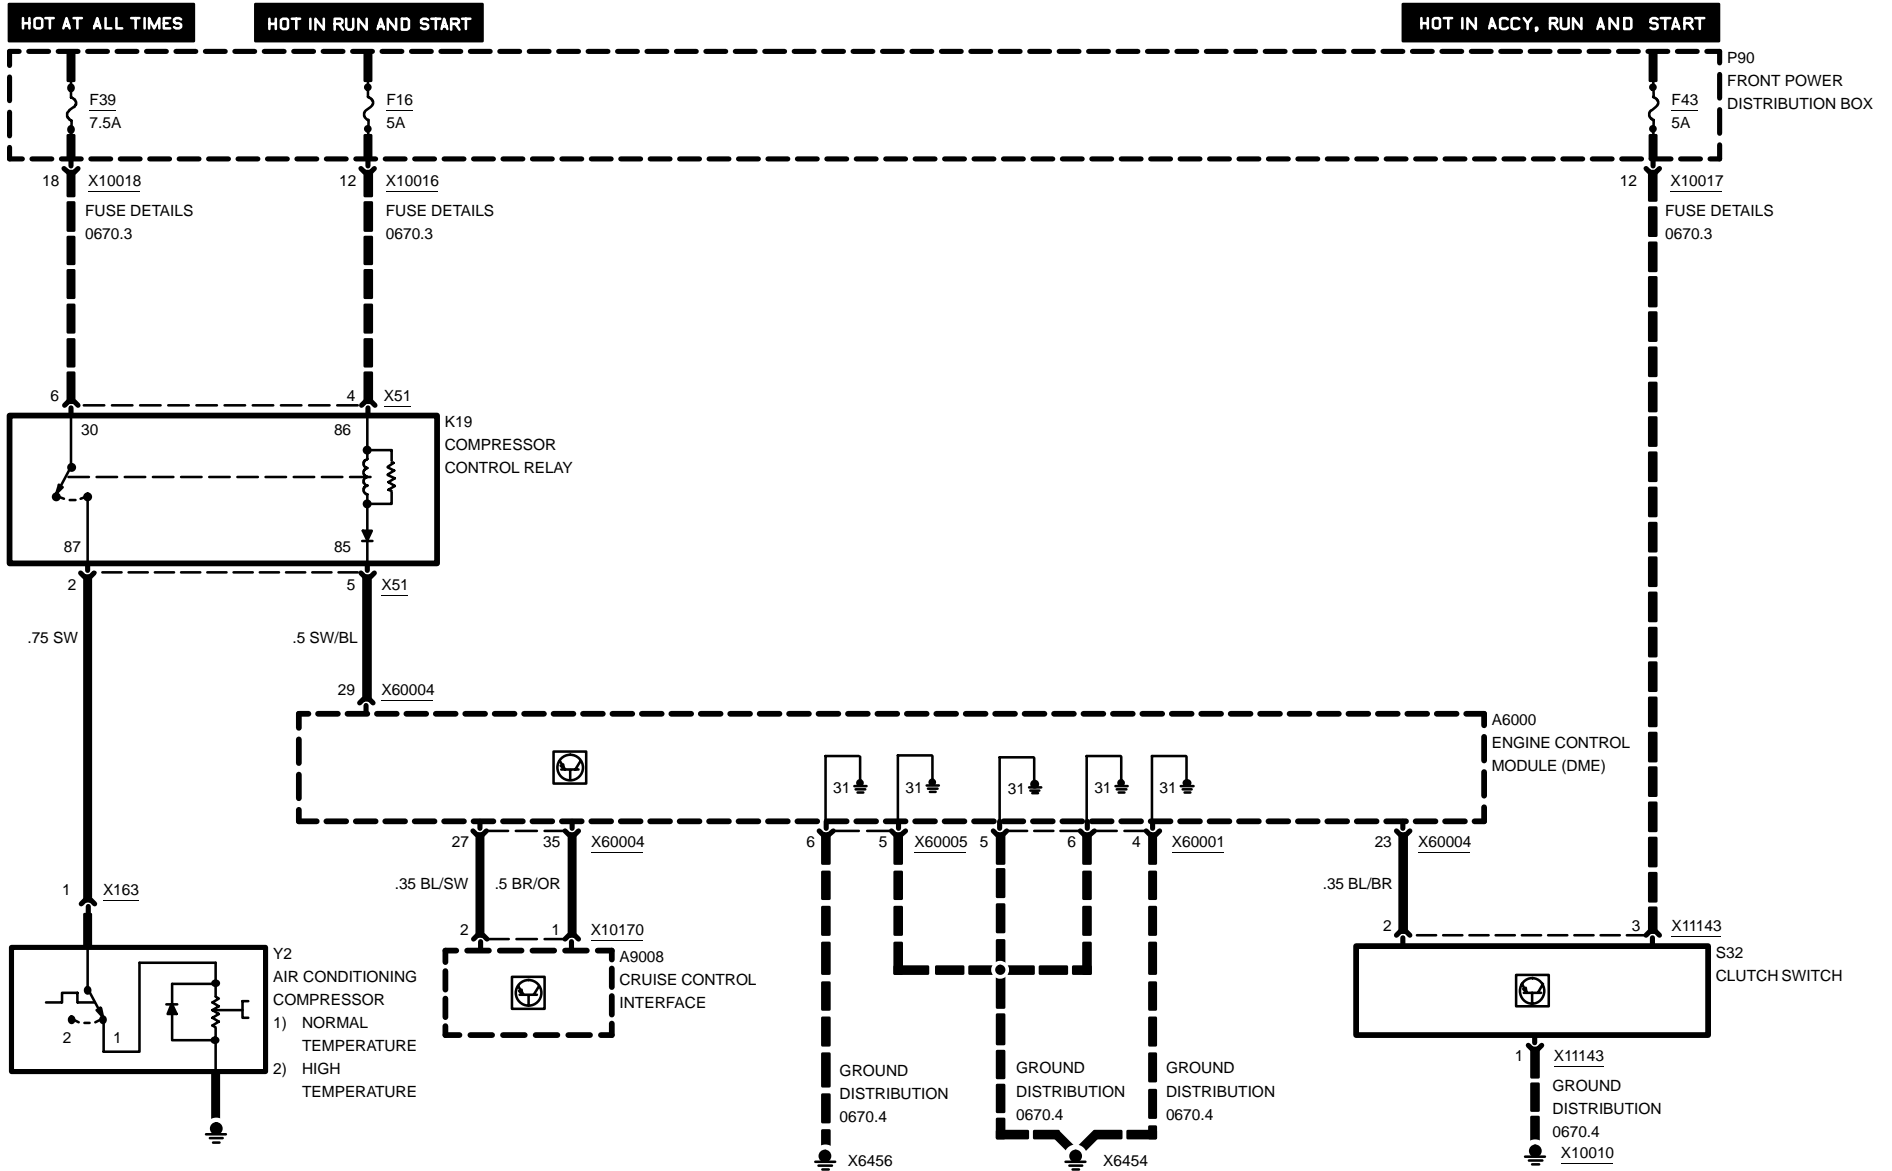 HOT AT ALL TIMES
HOT IN RUN AND START
HOT IN ACCY, RUN AND START
P90
FRONT POWER
DISTRIBUTION BOX
F39
7.5A
F16
5A
F43
5A
18
X10018
FUSE DETAILS
0670.3
12
X10016
FUSE DETAILS
0670.3
12
X10017
FUSE DETAILS
0670.3
6
4
X51
K19
COMPRESSOR
CONTROL RELAY
30
86
87
85
2
5
X51
.75 SW
.5 SW/BL
29
X60004
A6000
ENGINE CONTROL
MODULE (DME)
31
31
31
31
31
27
35
X60004
6
5
X60005
5
6
4
X60001
23
X60004
.35 BL/SW
.5 BR/OR
.35 BL/BR
1
X163
2
1
X10170
2
3
X11143
Y2
AIR CONDITIONING
COMPRESSOR
1) NORMAL
TEMPERATURE
2) HIGH
TEMPERATURE
2
1
A9008
CRUISE CONTROL
INTERFACE
S32
CLUTCH SWITCH
1
X11143
GROUND
DISTRIBUTION
0670.4
GROUND
DISTRIBUTION
0670.4
GROUND
DISTRIBUTION
0670.4
GROUND
DISTRIBUTION
0670.4
X6456
X6454
X10010